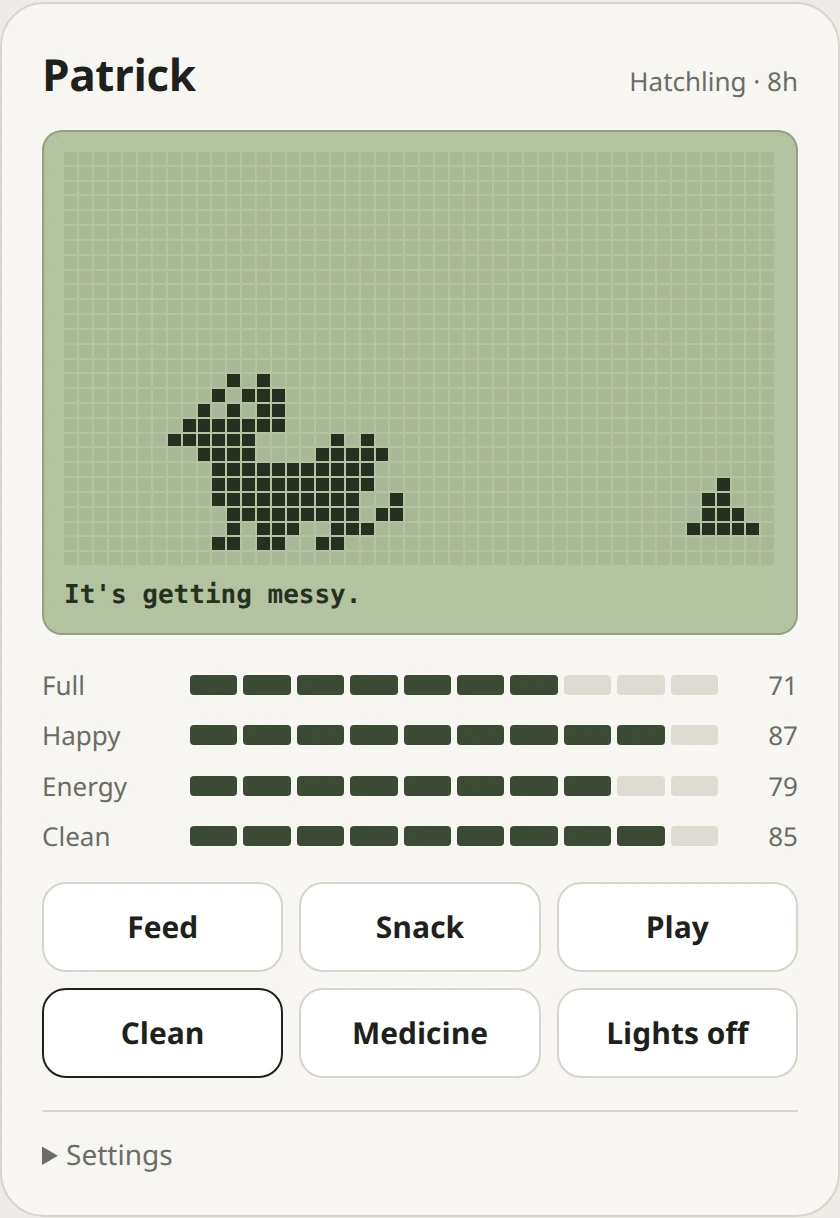 Patrick
Hatchling · 8h
It's getting messy.
Full 71
Happy 87
Energy 79
Clean 85
Feed Snack Play
Clean Medicine Lights off
Settings